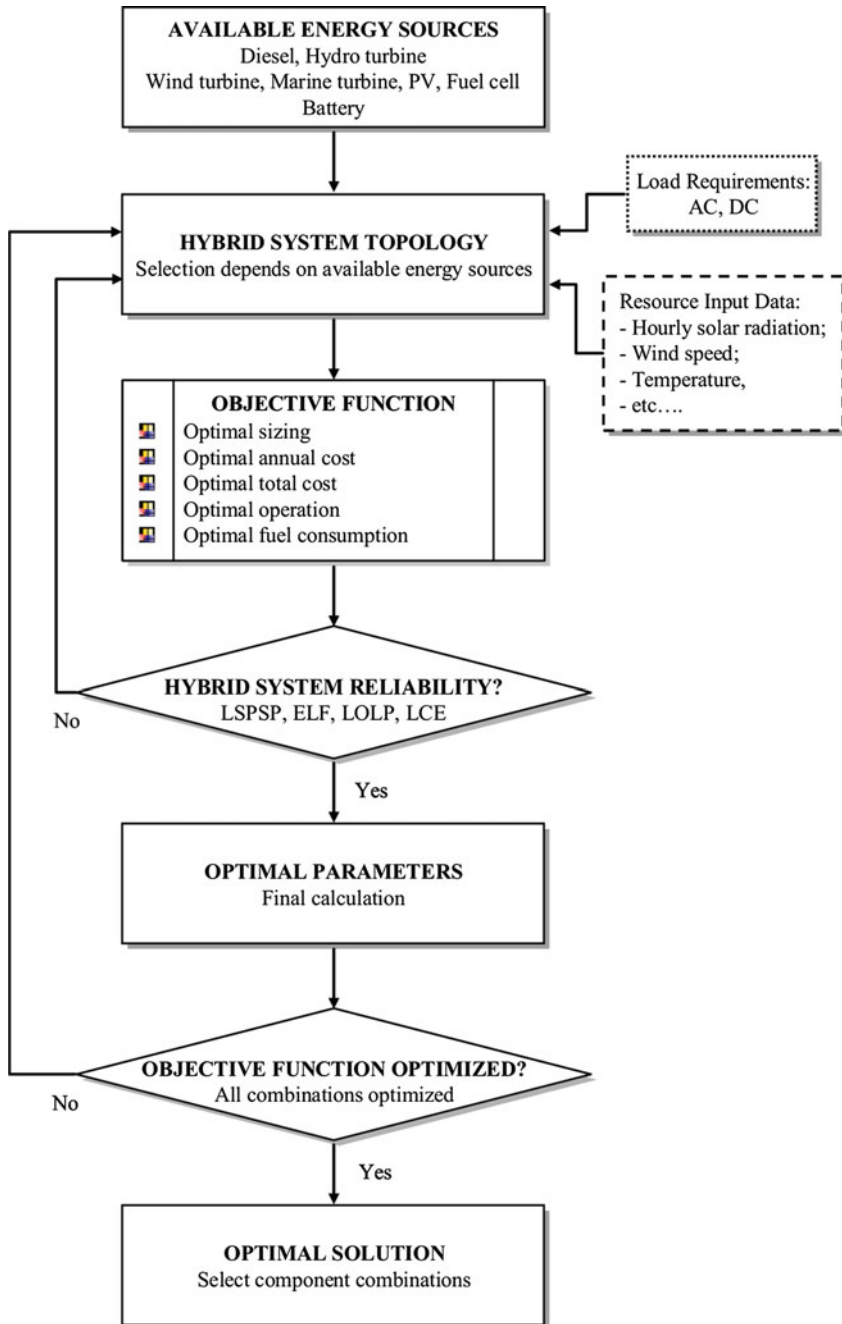 AVAILABLE ENERGY SOURCES
Diesel, Hydro turbine
Wind turbine, Marine turbine, PV, Fuel cell
Battery
Load Requirements:
AC, DC
HYBRID SYSTEM TOPOLOGY
Selection depends on available energy sources
Resource Input Data:
- Hourly solar radiation;
- Wind speed;
- Temperature,
- etc….
OBJECTIVE FUNCTION
Optimal sizing
Optimal annual cost
Optimal total cost
Optimal operation
Optimal fuel consumption
HYBRID SYSTEM RELIABILITY?
LSPSP, ELF, LOLP, LCE
No
Yes
OPTIMAL PARAMETERS
Final calculation
OBJECTIVE FUNCTION OPTIMIZED?
All combinations optimized
No
Yes
OPTIMAL SOLUTION
Select component combinations